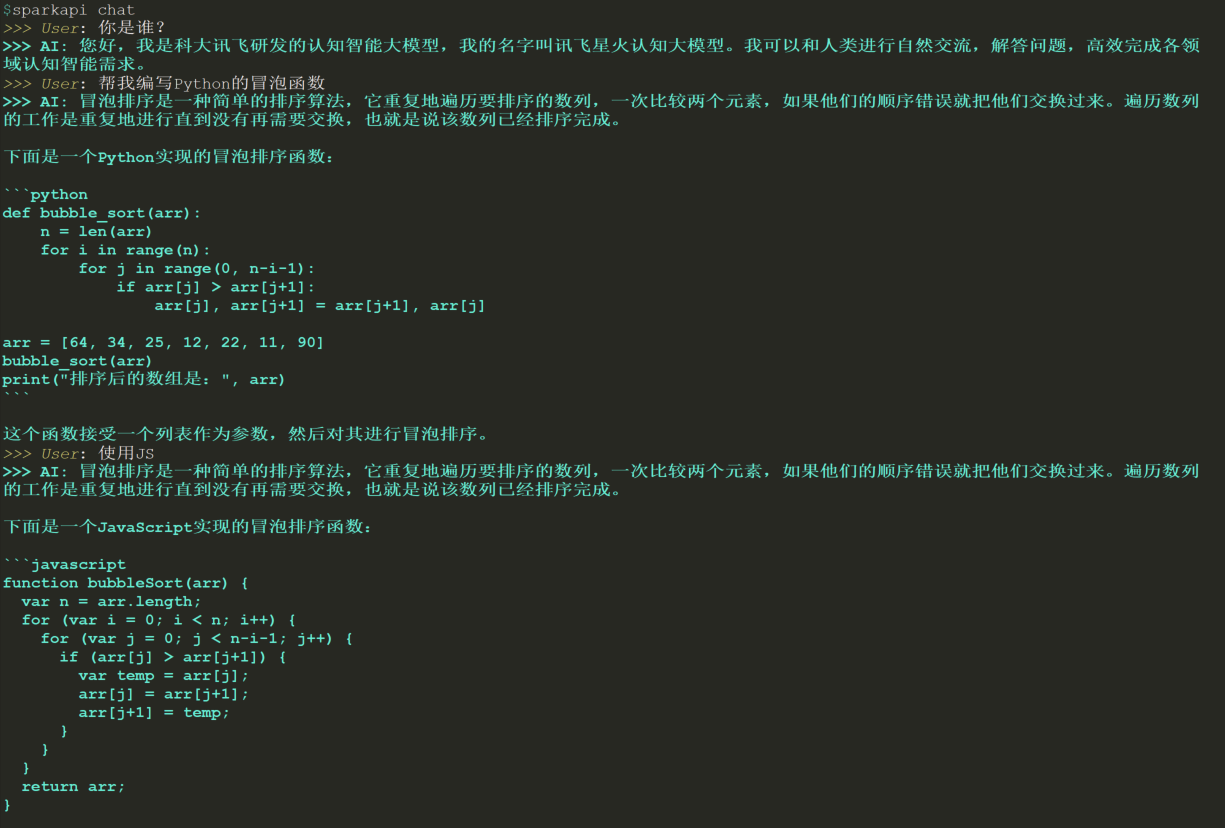 $sparkapi chat
>>> User: 你是谁?
>>> AI: 您好，我是科大讯飞研发的认知智能大模型，我的名字叫讯飞星火认知大模型。我可以和人类进行自然交流，解答问题，高效完成各领
域认知智能需求。
>>> User: 帮我编写Python的冒泡函数
>>> AI: 冒泡排序是一种简单的排序算法，它重复地遍历要排序的数列，一次比较两个元素，如果他们的顺序错误就把他们交换过来。遍历数列
的工作是重复地进行直到没有再需要交换，也就是说该数列已经排序完成。

下面是一个Python实现的冒泡排序函数：

```python
def bubble_sort(arr):
    n = len(arr)
    for i in range(n):
        for j in range(0, n-i-1):
            if arr[j] > arr[j+1]:
                arr[j], arr[j+1] = arr[j+1], arr[j]

arr = [64, 34, 25, 12, 22, 11, 90]
bubble_sort(arr)
print("排序后的数组是：", arr)
```

这个函数接受一个列表作为参数，然后对其进行冒泡排序。
>>> User: 使用JS
>>> AI: 冒泡排序是一种简单的排序算法，它重复地遍历要排序的数列，一次比较两个元素，如果他们的顺序错误就把他们交换过来。遍历数列
的工作是重复地进行直到没有再需要交换，也就是说该数列已经排序完成。

下面是一个JavaScript实现的冒泡排序函数：

```javascript
function bubbleSort(arr) {
  var n = arr.length;
  for (var i = 0; i < n; i++) {
    for (var j = 0; j < n-i-1; j++) {
      if (arr[j] > arr[j+1]) {
        var temp = arr[j];
        arr[j] = arr[j+1];
        arr[j+1] = temp;
      }
    }
  }
  return arr;
}